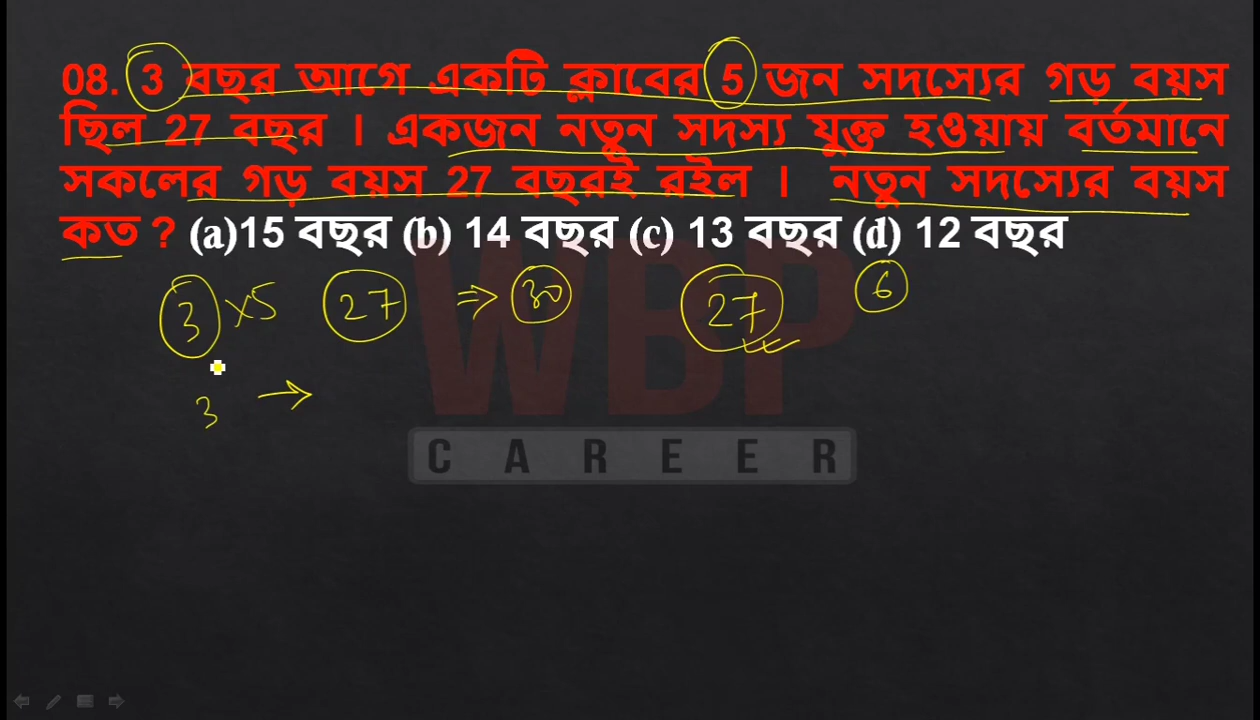 08. 3 বছর আগে একটি ক্লাবের 5 জন সদস্যের গড় বয়স
ছিল 27 বছর । একজন নতুন সদস্য যুক্ত হওয়ায় বর্তমানে
সকলের গড় বয়স 27 বছরই রইল । নতুন সদস্যের বয়স
কত ? (a)15 বছর (b) 14 বছর (c) 13 বছর (d) 12 বছর
3 ×5 27 ⇒ 30 27 6
3 →
WBP
CAREER